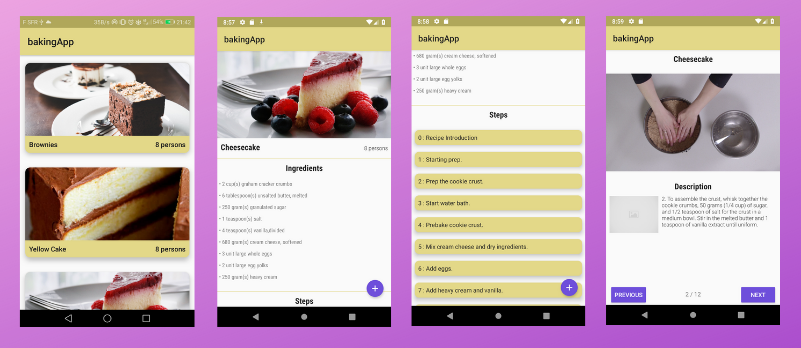 F-SFR 54% 21:42
bakingApp
Brownies 8 persons
Yellow Cake 8 persons
8:57
bakingApp
Cheesecake 8 persons
Ingredients
• 2 cup(s) graham cracker crumbs
• 6 tablespoon(s) unsalted butter, melted
• 250 gram(s) granulated sugar
• 1 teaspoon(s) salt
• 4 teaspoon(s) vanilla,divided
• 680 gram(s) cream cheese, softened
• 3 unit large whole eggs
• 2 unit large egg yolks
• 250 gram(s) heavy cream
Steps
8:58
bakingApp
• 680 gram(s) cream cheese, softened
• 3 unit large whole eggs
• 2 unit large egg yolks
• 250 gram(s) heavy cream
Steps
0 : Recipe Introduction
1 : Starting prep.
2 : Prep the cookie crust.
3 : Start water bath.
4 : Prebake cookie crust.
5 : Mix cream cheese and dry ingredients.
6 : Add eggs.
7 : Add heavy cream and vanilla.
8:59
bakingApp
Cheesecake
Description
2. To assemble the crust, whisk together the
cookie crumbs, 50 grams (1/4 cup) of sugar,
and 1/2 teaspoon of salt for the crust in a
medium bowl. Stir in the melted butter and 1
teaspoon of vanilla extract until uniform.
PREVIOUS 2 / 12 NEXT